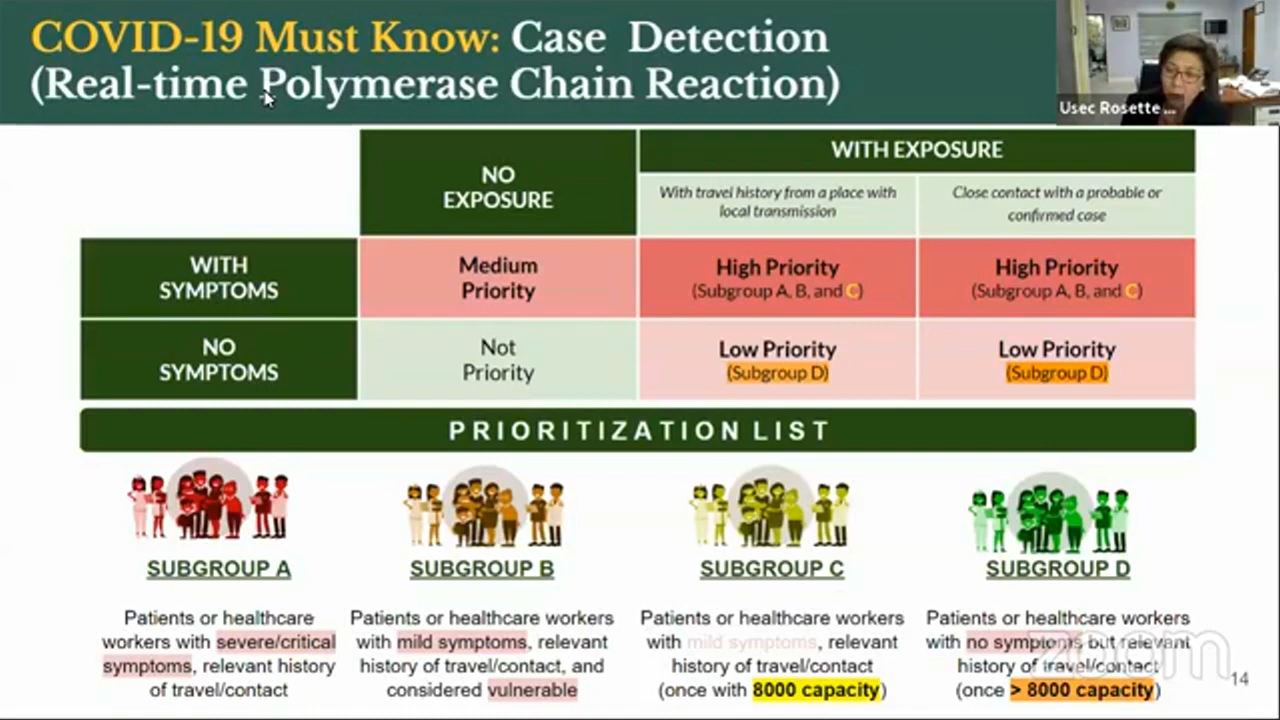 COVID-19 Must Know: Case Detection
(Real-time Polymerase Chain Reaction)
Usec Rosette ...
NO
EXPOSURE
WITH EXPOSURE
With travel history from a place with
local transmission
Close contact with a probable or
confirmed case
WITH
SYMPTOMS
Medium
Priority
High Priority
(Subgroup A, B, and C)
High Priority
(Subgroup A, B, and C)
NO
SYMPTOMS
Not
Priority
Low Priority
(Subgroup D)
Low Priority
(Subgroup D)
PRIORITIZATION LIST
SUBGROUP A
Patients or healthcare
workers with severe/critical
symptoms, relevant history
of travel/contact
SUBGROUP B
Patients or healthcare workers
with mild symptoms, relevant
history of travel/contact, and
considered vulnerable
SUBGROUP C
Patients or healthcare workers
with mild symptoms, relevant
history of travel/contact
(once with 8000 capacity)
SUBGROUP D
Patients or healthcare workers
with no symptoms but relevant
history of travel/contact
(once > 8000 capacity)
zoom
14